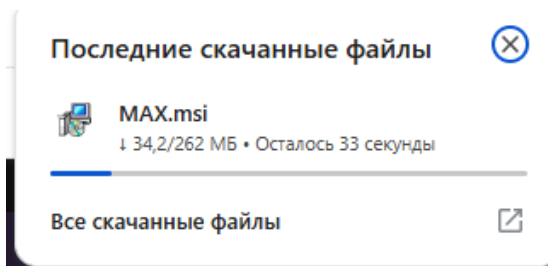 Последние скачанные файлы
MAX.msi
↓ 34,2/262 МБ • Осталось 33 секунды
Все скачанные файлы